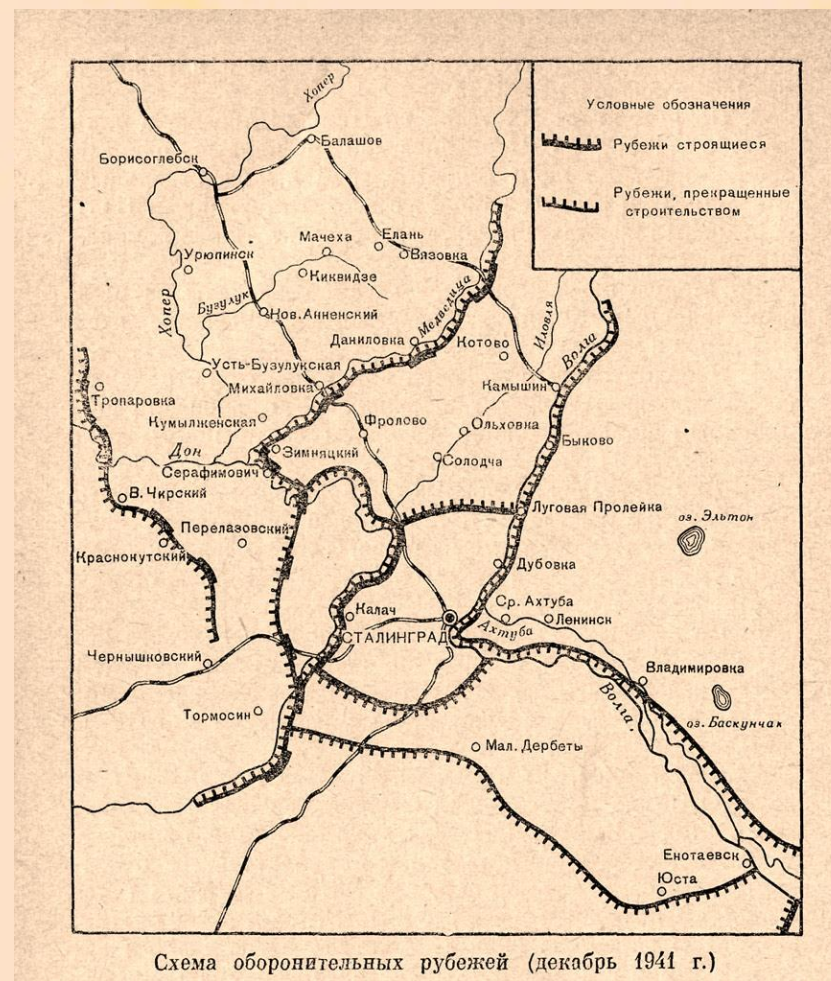 Хопер
Условные обозначения
Рубежи строящиеся
Рубежи, прекращенные
строительством
Балашов
Борисоглебск
Елань
Мачеха
Вязовка
Урюпинск
Киквидзе
Хопер
Бузулук
Нов. Анненский
Медведица
Иловля
Волга
Даниловка
Котово
Усть-Бузулукская
Михайловка
Камышин
Тропаровка
Кумылженская
Фролово
Ольховка
Быково
Дон
Зимняцкий
Солодча
Серафимович
В. Чирский
Луговая Пролейка
оз. Эльтон
Перелазовский
Краснокутский
Дубовка
Калач
Ср. Ахтуба
Ленинск
СТАЛИНГРАД
Ахтуба
Чернышковский
Владимировка
Волга.
Тормосин
оз. Баскунчак
Мал. Дербеты
Енотаевск
Юста
Схема оборонительных рубежей (декабрь 1941 г.)